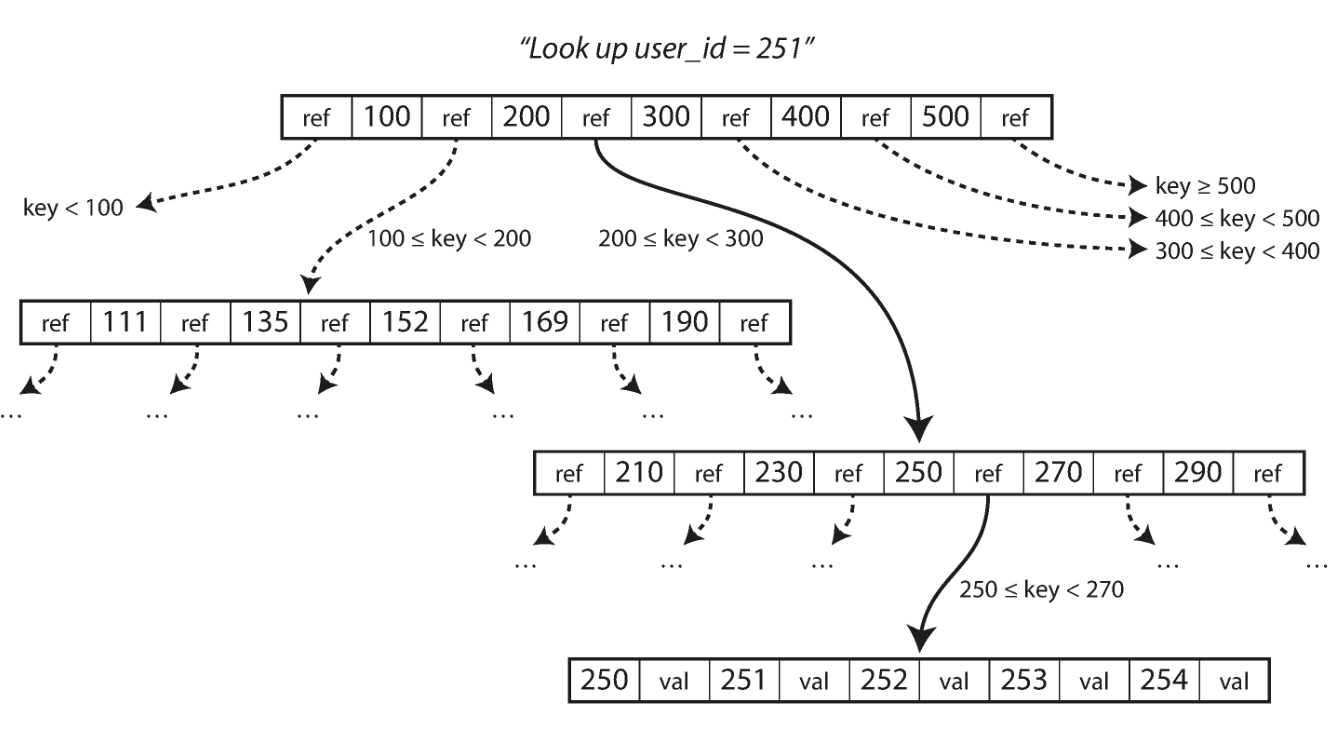 “Look up user_id = 251”
ref 100 ref 200 ref 300 ref 400 ref 500 ref
key < 100
100 ≤ key < 200
200 ≤ key < 300
key ≥ 500
400 ≤ key < 500
300 ≤ key < 400
ref 111 ref 135 ref 152 ref 169 ref 190 ref
... ... ... ... ... ...
ref 210 ref 230 ref 250 ref 270 ref 290 ref
... ... ... ... ...
250 ≤ key < 270
250 val 251 val 252 val 253 val 254 val